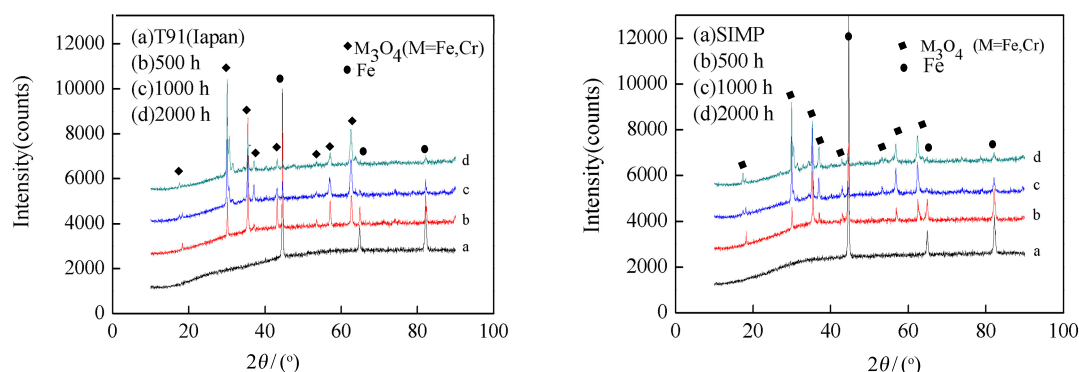 12000
10000
8000
6000
4000
2000
0
Intensity(counts)
(a)T91(Iapan)
(b)500 h
(c)1000 h
(d)2000 h
M₃O₄(M=Fe,Cr)
Fe
d
c
b
a
0 20 40 60 80 100
2θ/(°)
12000
10000
8000
6000
4000
2000
0
Intensity(counts)
(a)SIMP
(b)500 h
(c)1000 h
(d)2000 h
M₃O₄ (M=Fe,Cr)
Fe
d
c
b
a
0 20 40 60 80 100
2θ/(°)